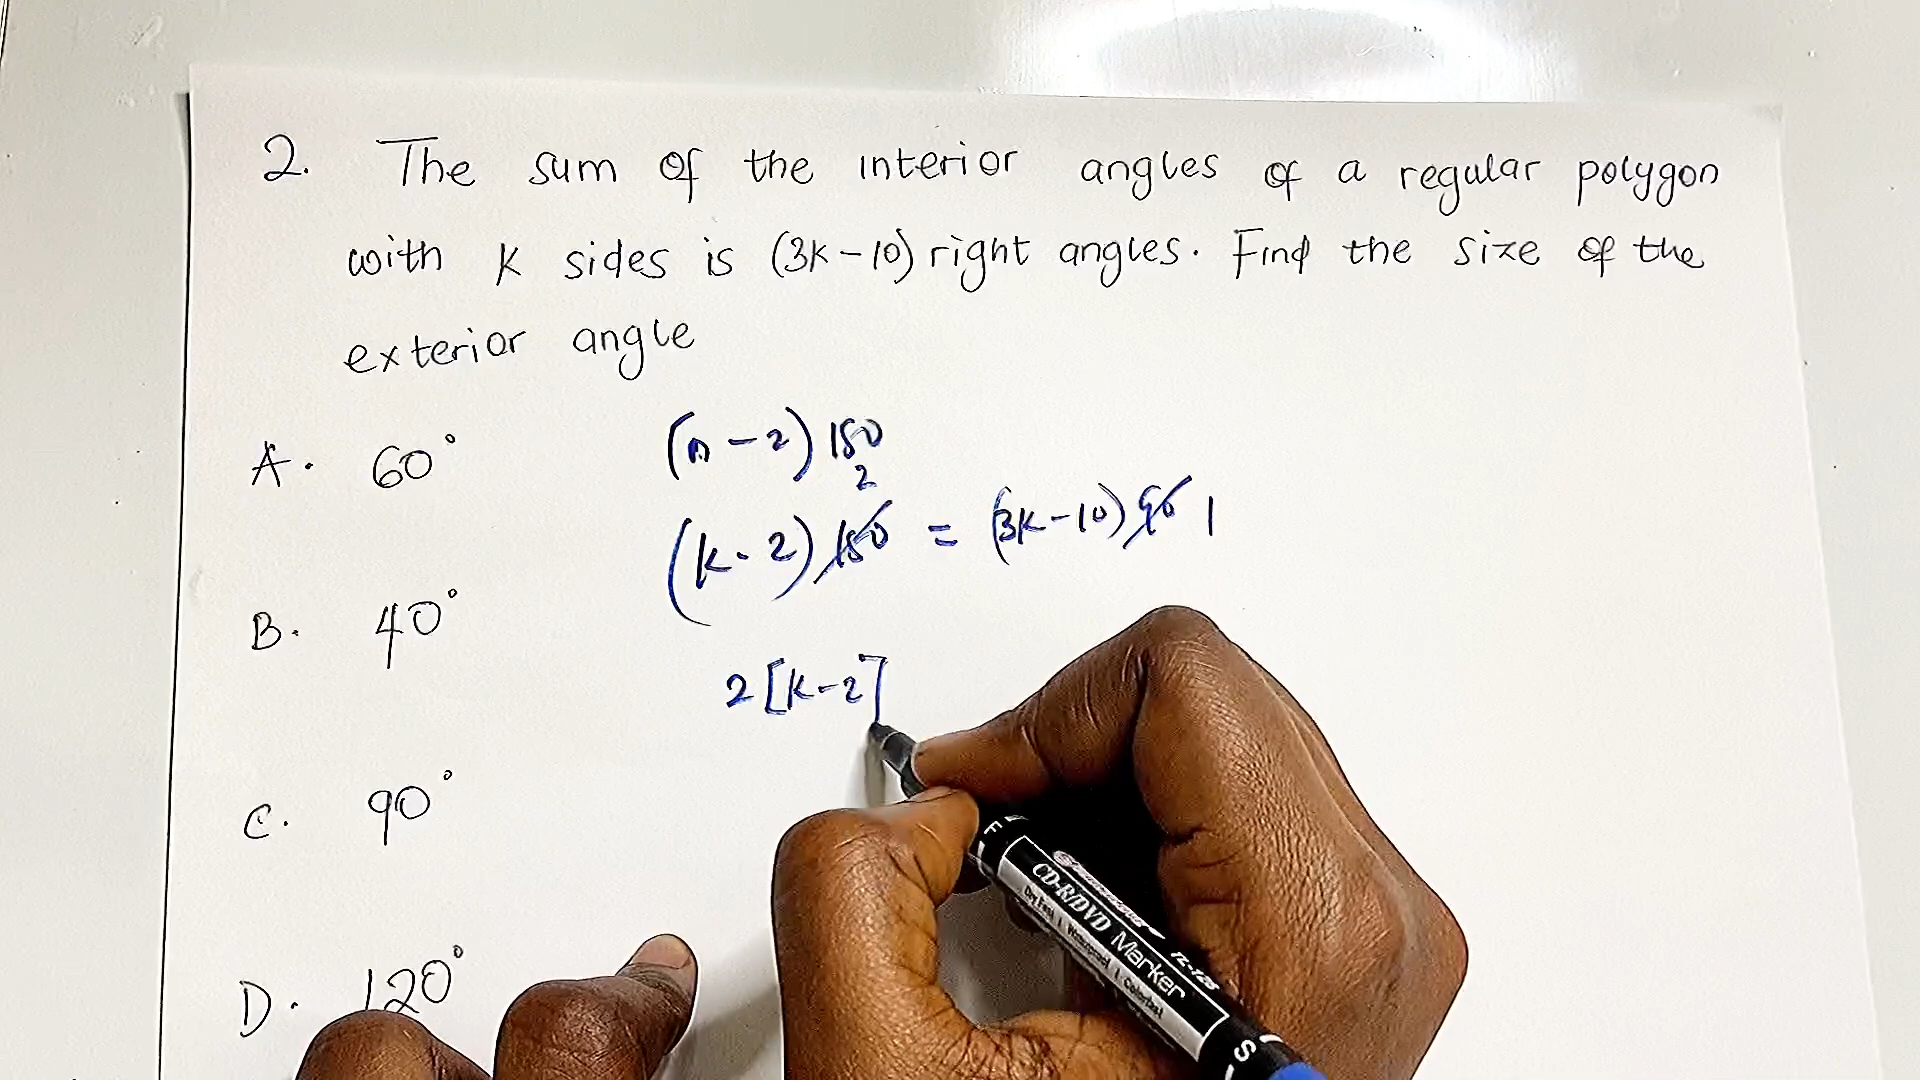 2. The sum of the interior angles of a regular polygon
with K sides is (3K-10) right angles. Find the size of the
exterior angle
A. 60°
B. 40°
C. 90°
D. 120°
(n-2)180
2
(k-2)180 = (3k-10)90 1
2[k-2]
F
CD-R/DVD Marker
S